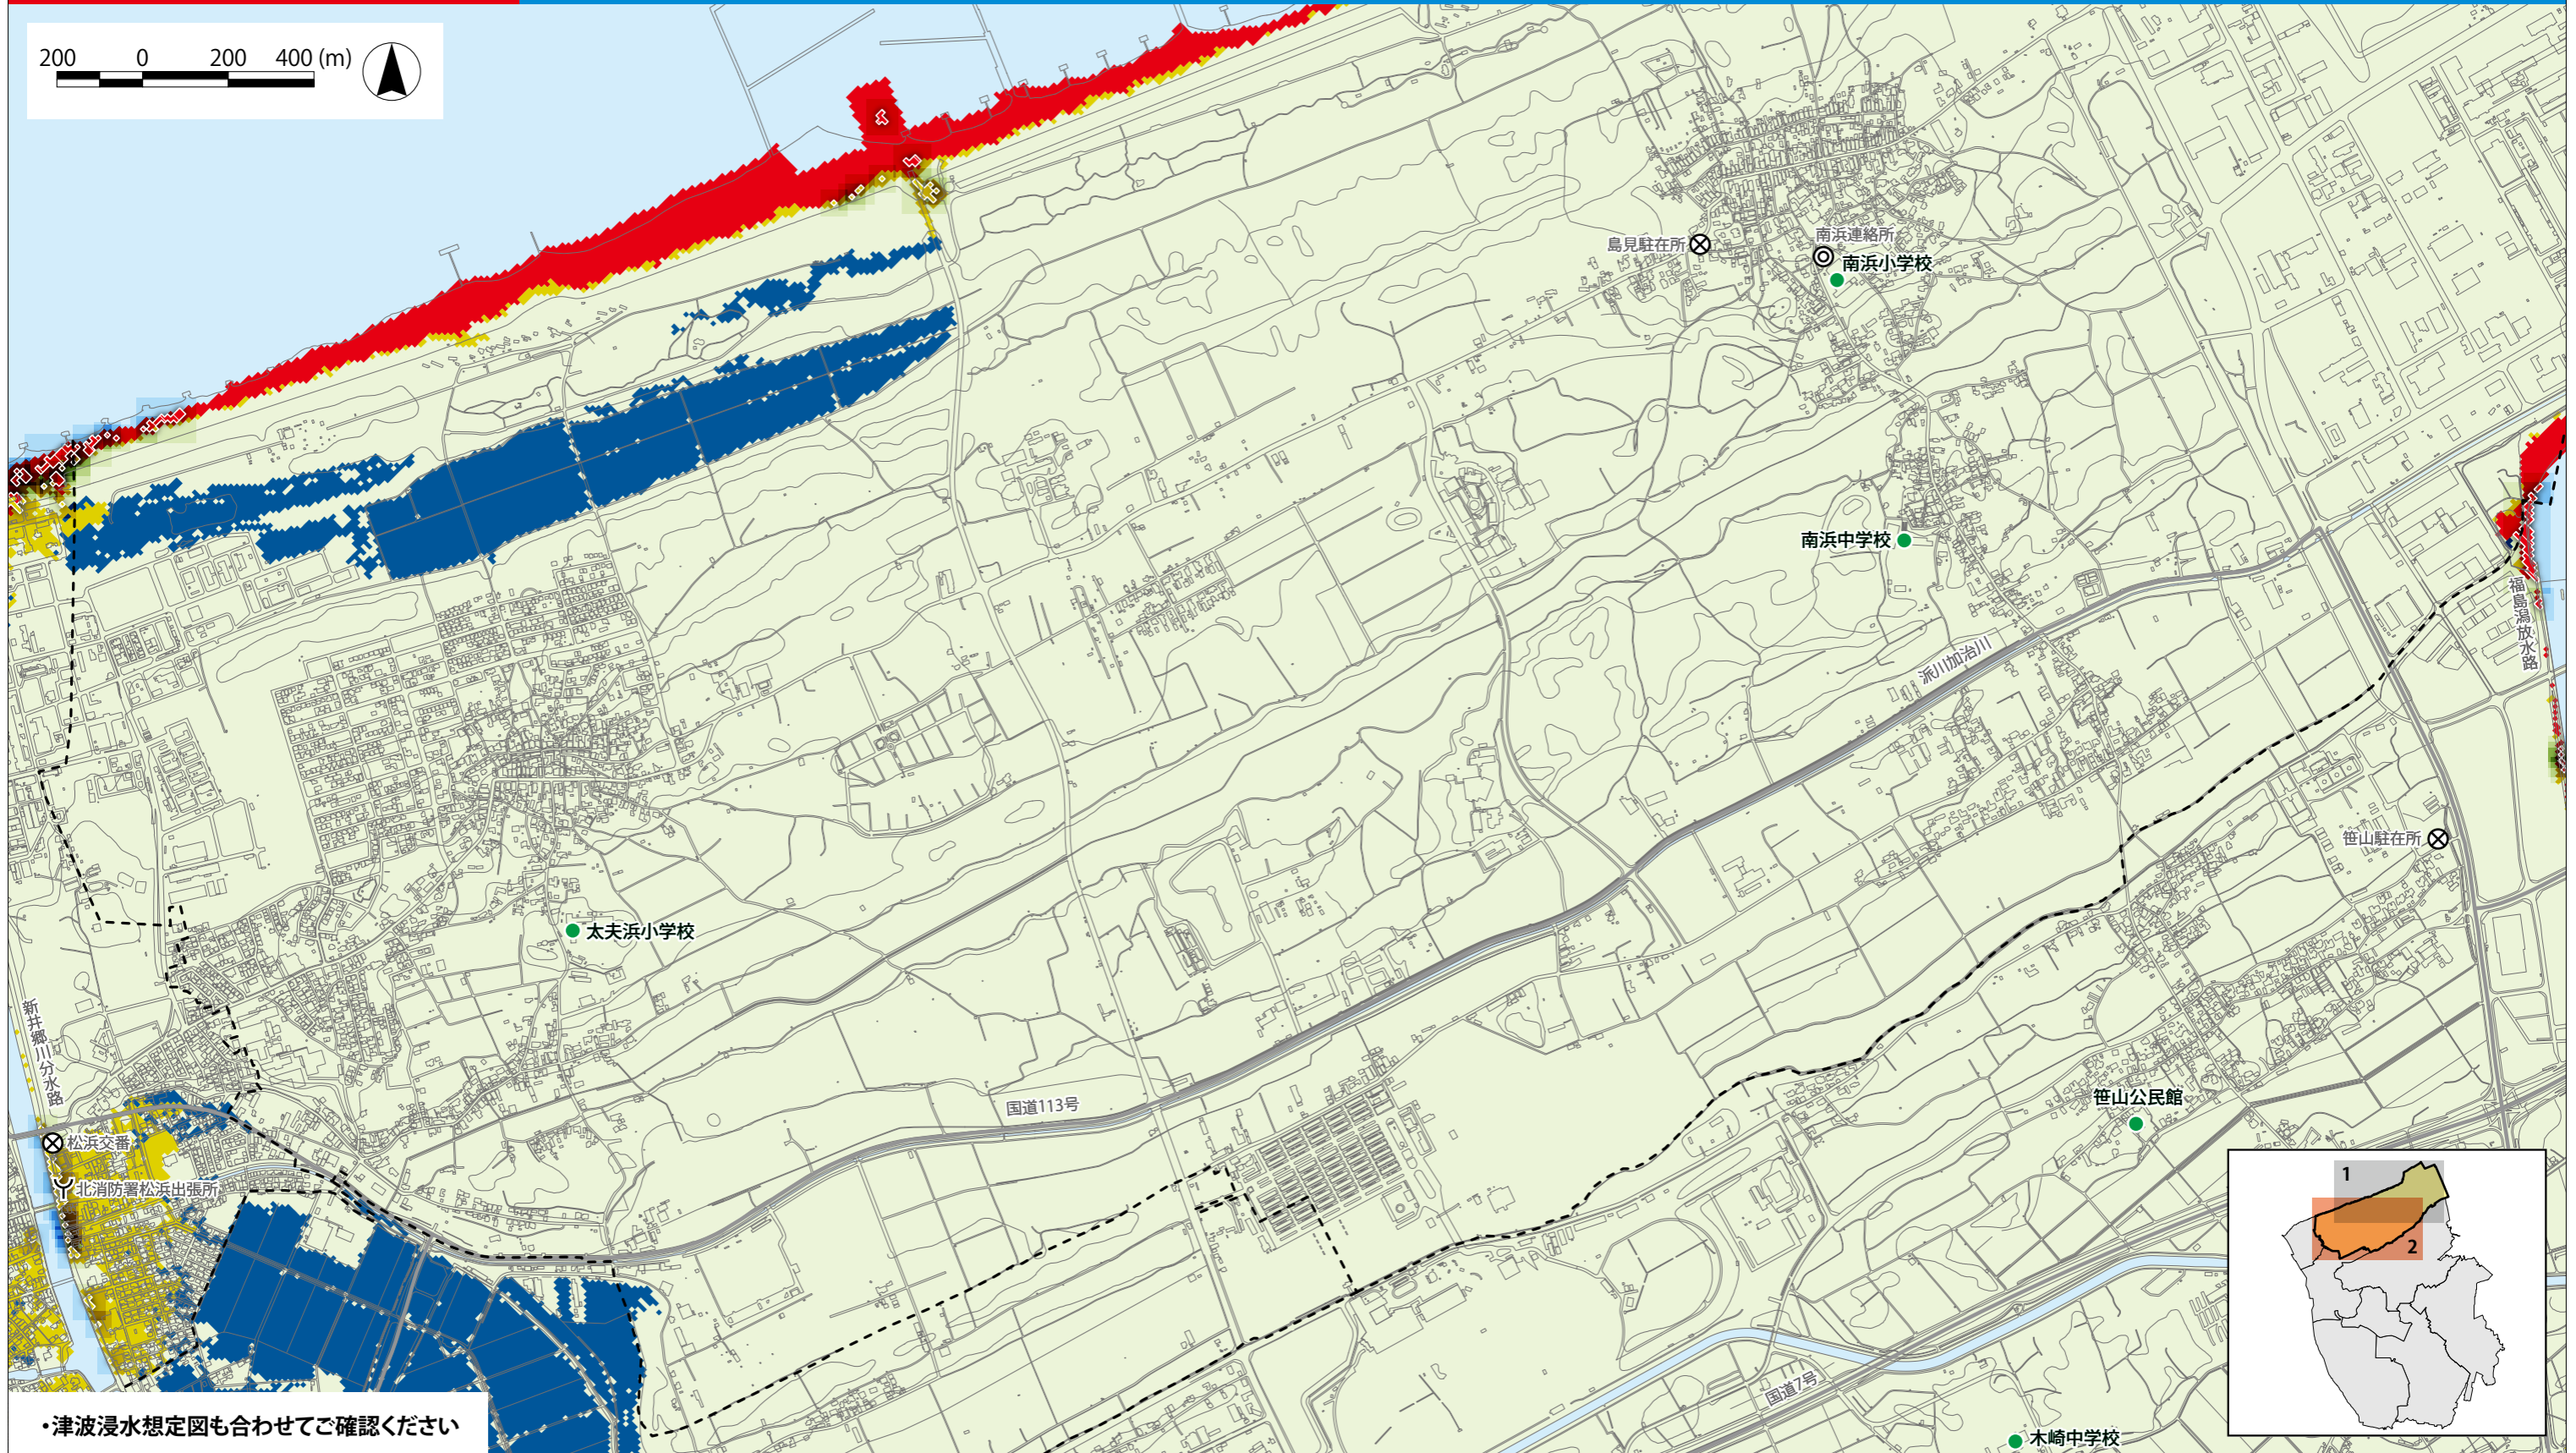 200 0 200 400 (m)
島見駐在所
南浜連絡所
南浜小学校
南浜中学校
福島潟放水路
派川加治川
笹山駐在所
太夫浜小学校
新井郷川分水路
国道113号
笹山公民館
松浜交番
北消防署松浜出張所
1
2
国道7号
・津波浸水想定図も合わせてご確認ください
木崎中学校